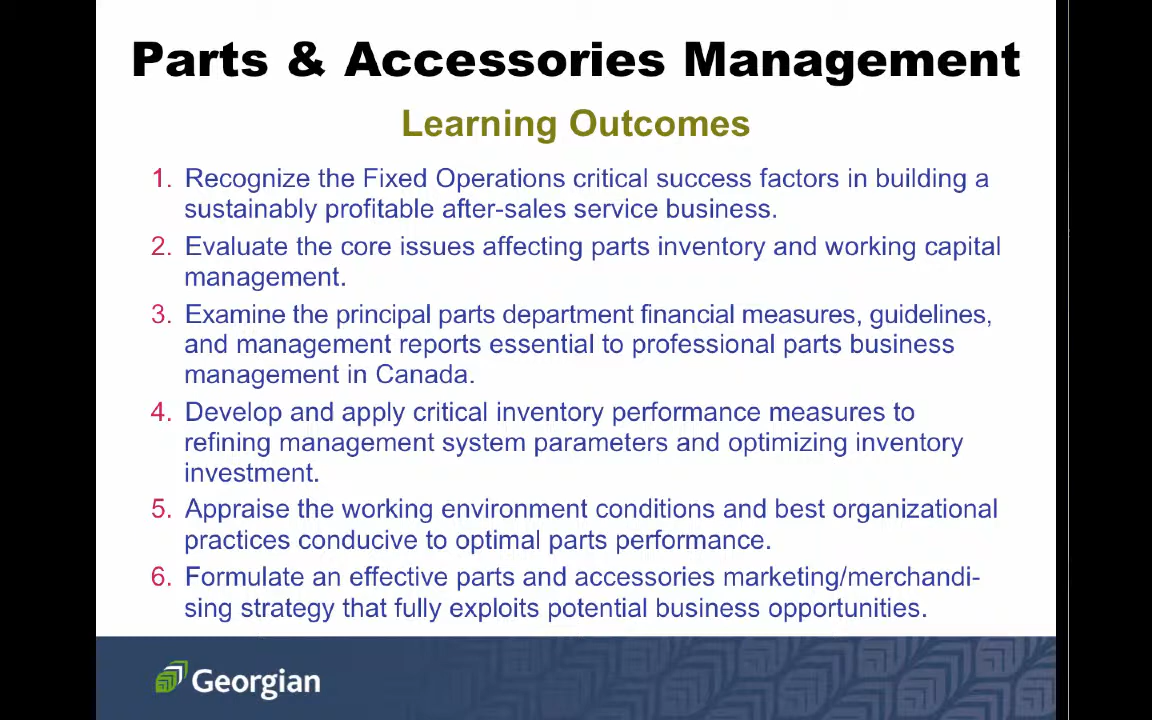 Parts & Accessories Management
Learning Outcomes
1. Recognize the Fixed Operations critical success factors in building a
sustainably profitable after-sales service business.
2. Evaluate the core issues affecting parts inventory and working capital
management.
3. Examine the principal parts department financial measures, guidelines,
and management reports essential to professional parts business
management in Canada.
4. Develop and apply critical inventory performance measures to
refining management system parameters and optimizing inventory
investment.
5. Appraise the working environment conditions and best organizational
practices conducive to optimal parts performance.
6. Formulate an effective parts and accessories marketing/merchandi-
sing strategy that fully exploits potential business opportunities.
Georgian